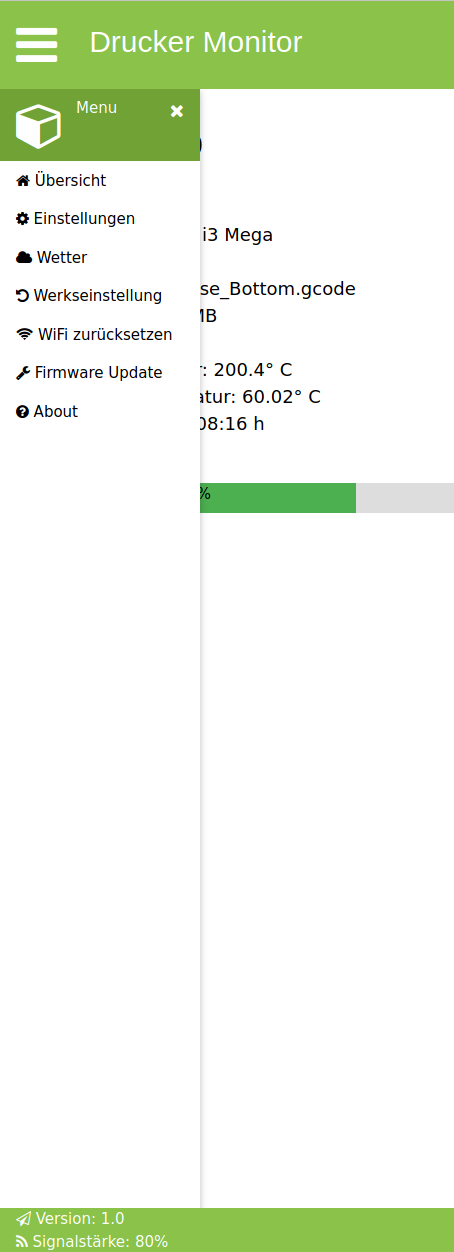 Drucker Monitor
Menu
Übersicht
Einstellungen
Wetter
Werkseinstellung
WiFi zurücksetzen
Firmware Update
About
i3 Mega
se_Bottom.gcode
MB
: 200.4° C
atur: 60.02° C
08:16 h
%
Version: 1.0
Signalstärke: 80%